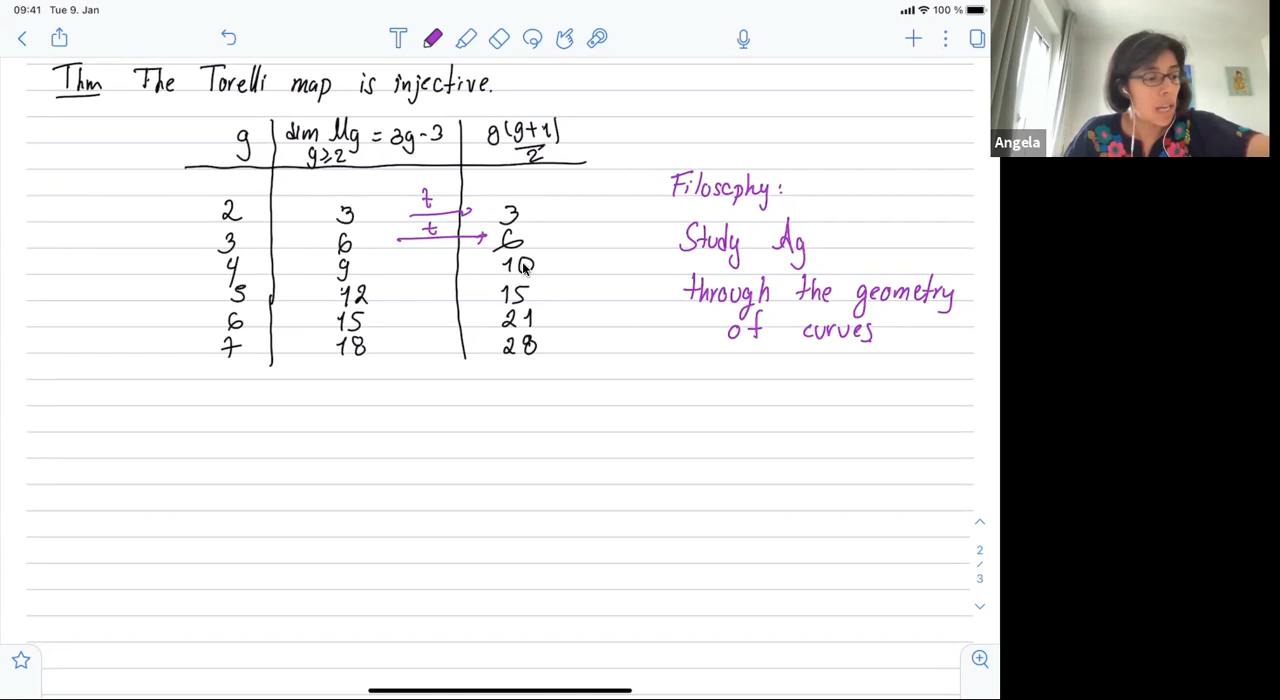 09:41 Tue 9. Jan
100 %
Thm The Torelli map is injective.
g dim Mg = 3g-3 g(g+1)
g≥2 2
2 3 t 3
3 6 t 6
4 9 10
5 12 15
6 15 21
7 18 28
Filosophy:
Study Ag
through the geometry
of curves
Angela
2
/
3